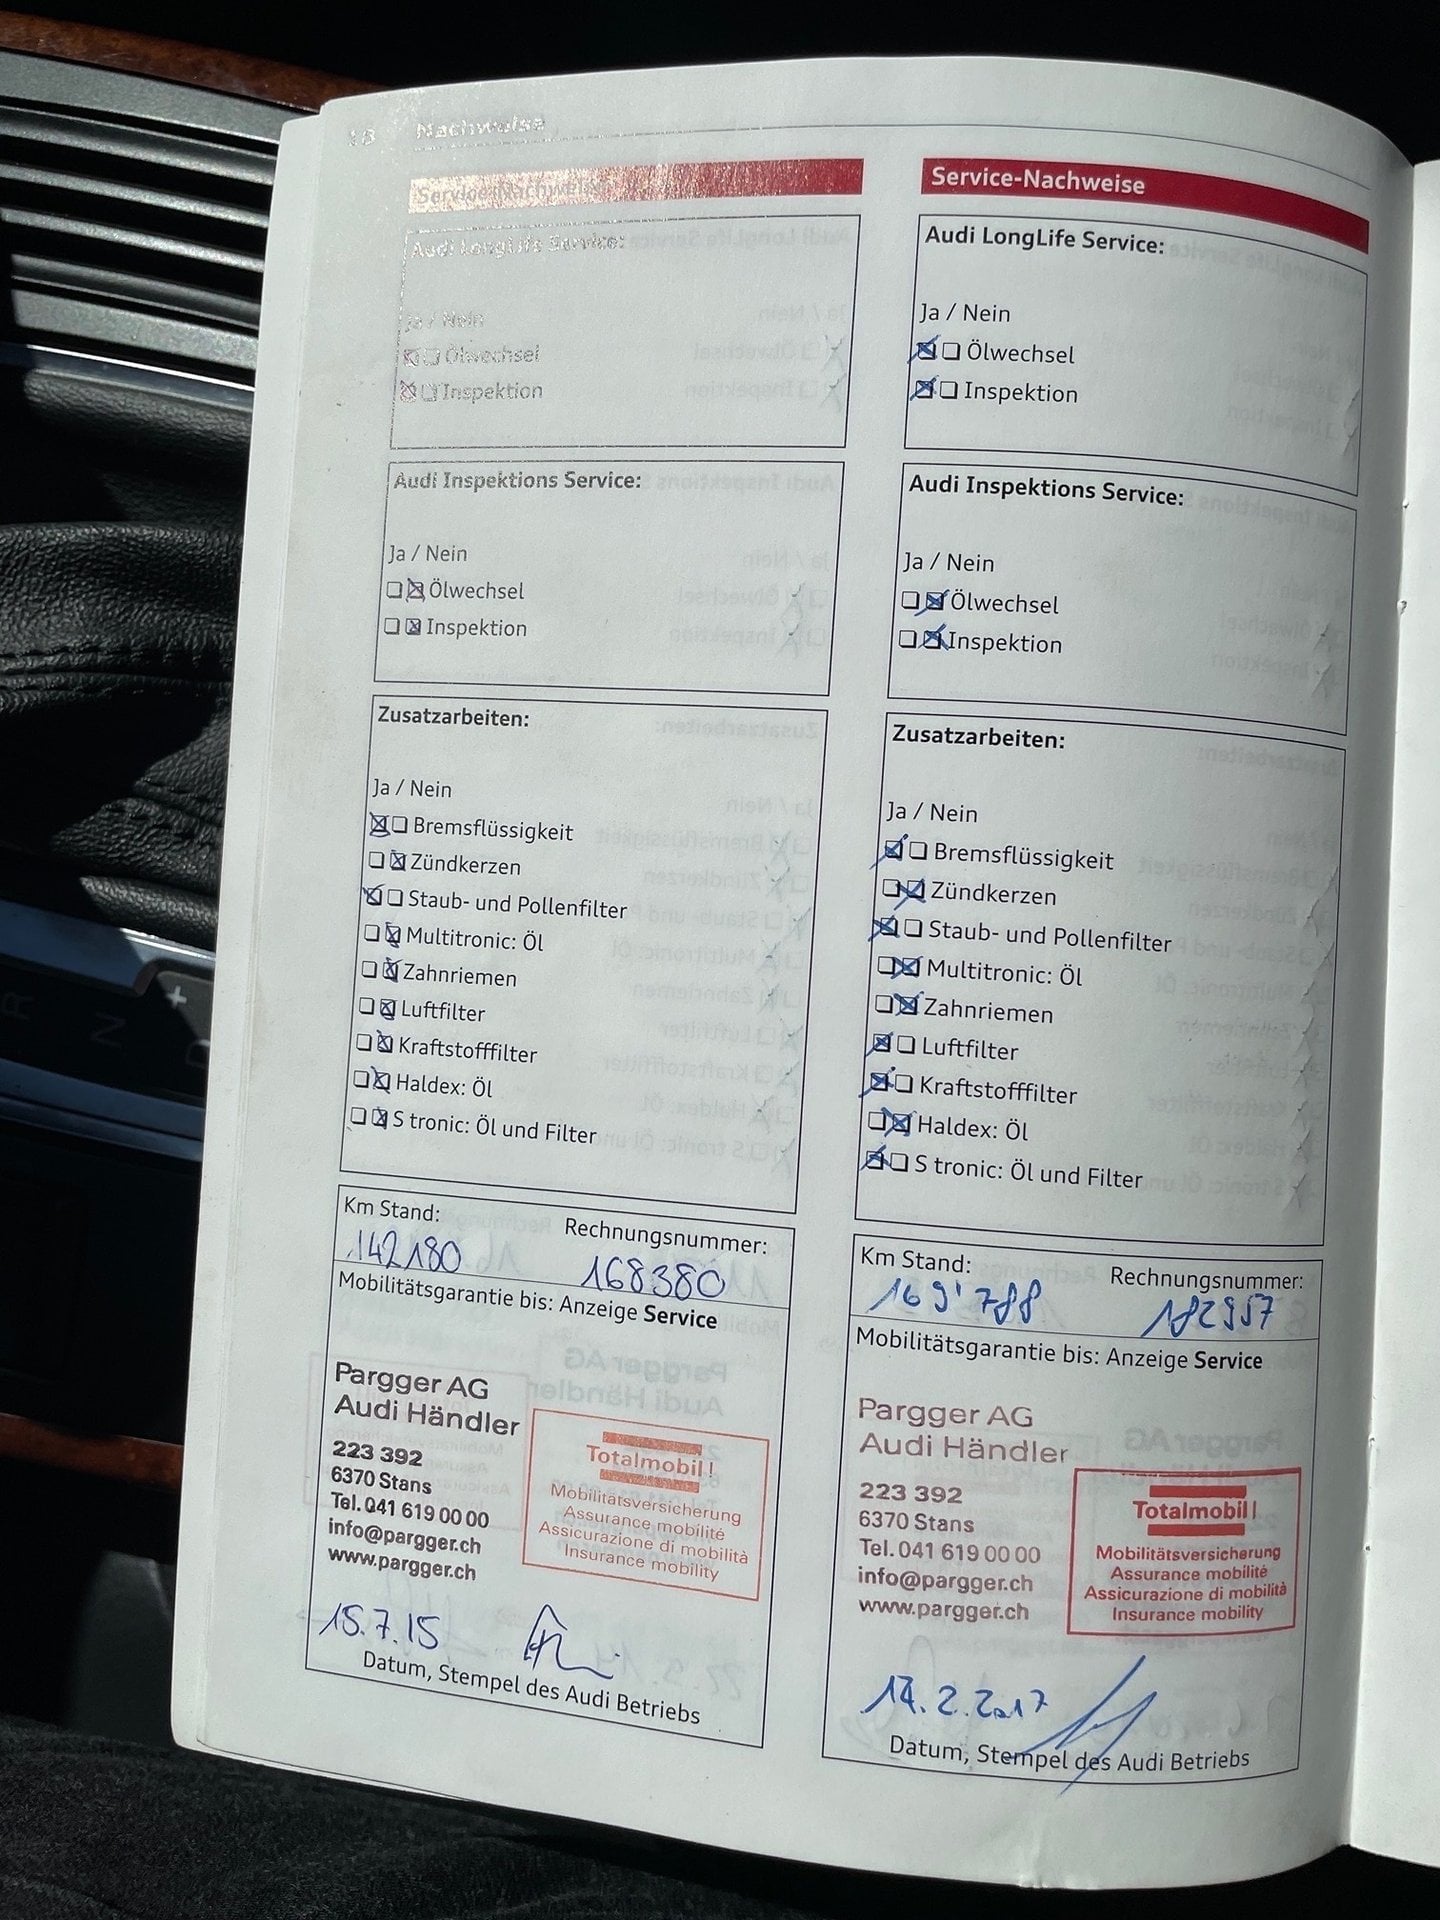 18 Nachweise
Service-Nachweise
Audi LongLife Service:
Ja / Nein
Ölwechsel
Inspektion
Audi Inspektions Service:
Ja / Nein
Ölwechsel
Inspektion
Zusatzarbeiten:
Ja / Nein
Bremsflüssigkeit
Zündkerzen
Staub- und Pollenfilter
Multitronic: Öl
Zahnriemen
Luftfilter
Kraftstofffilter
Haldex: Öl
S tronic: Öl und Filter
Km Stand: Rechnungsnummer:
142180 168380
Mobilitätsgarantie bis: Anzeige Service
Pargger AG
Audi Händler
223 392
6370 Stans
Tel. 041 619 00 00
info@pargger.ch
www.pargger.ch
Totalmobil!
Mobilitätsversicherung
Assurance mobilité
Assicurazione di mobilità
Insurance mobility
15.7.15
Datum, Stempel des Audi Betriebs
Service-Nachweise
Audi LongLife Service:
Ja / Nein
Ölwechsel
Inspektion
Audi Inspektions Service:
Ja / Nein
Ölwechsel
Inspektion
Zusatzarbeiten:
Ja / Nein
Bremsflüssigkeit
Zündkerzen
Staub- und Pollenfilter
Multitronic: Öl
Zahnriemen
Luftfilter
Kraftstofffilter
Haldex: Öl
S tronic: Öl und Filter
Km Stand: Rechnungsnummer:
169'788 182957
Mobilitätsgarantie bis: Anzeige Service
Pargger AG
Audi Händler
223 392
6370 Stans
Tel. 041 619 00 00
info@pargger.ch
www.pargger.ch
Totalmobil!
Mobilitätsversicherung
Assurance mobilité
Assicurazione di mobilità
Insurance mobility
14.2.2017
Datum, Stempel des Audi Betriebs
N
D
+